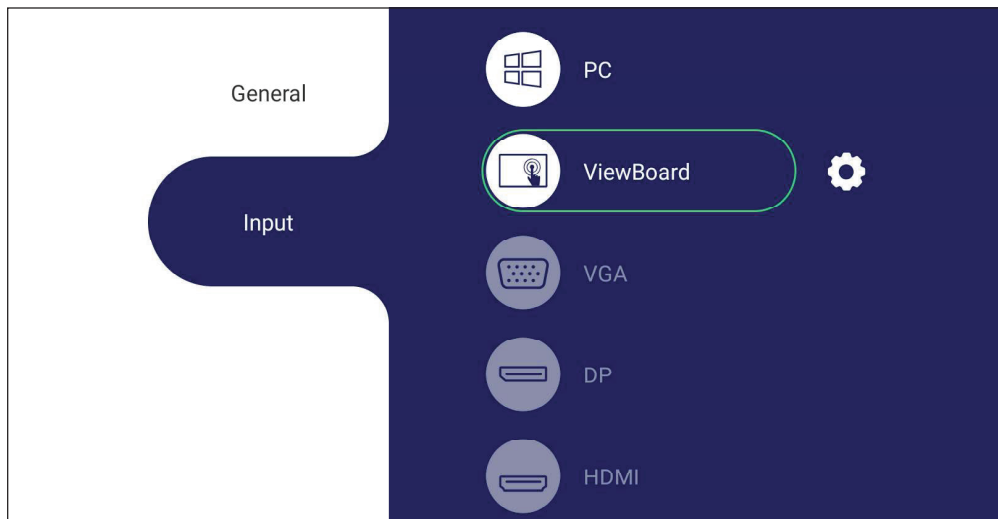 General
Input
PC
ViewBoard
VGA
DP
HDMI